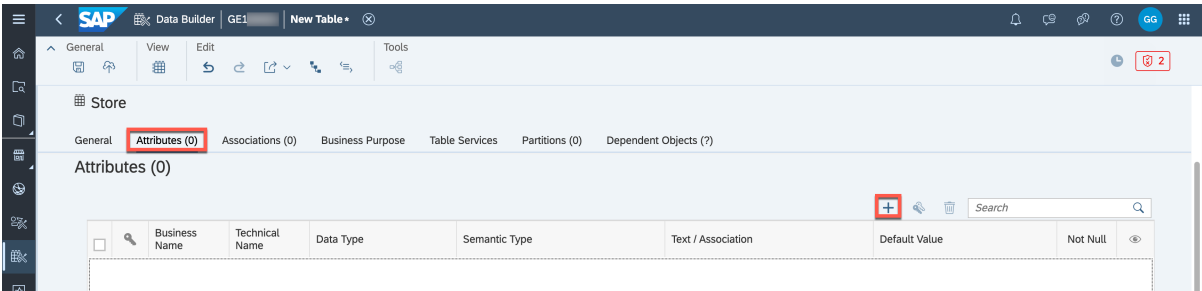 SAP Data Builder GE1 New Table* GG
General View Edit Tools
2
Store
General Attributes (0) Associations (0) Business Purpose Table Services Partitions (0) Dependent Objects (?)
Attributes (0)
Search
Business Name Technical Name Data Type Semantic Type Text / Association Default Value Not Null